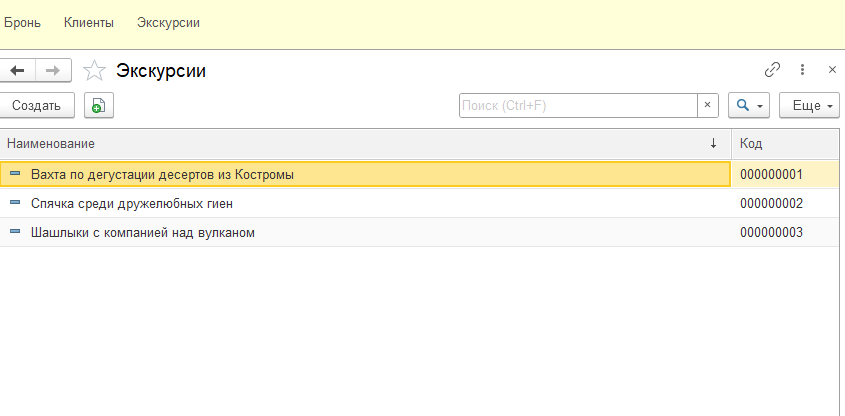 Бронь Клиенты Экскурсии
Экскурсии
Создать Поиск (Ctrl+F) × Еще
Наименование ↓ Код
Вахта по дегустации десертов из Костромы 000000001
Спячка среди дружелюбных гиен 000000002
Шашлыки с компанией над вулканом 000000003